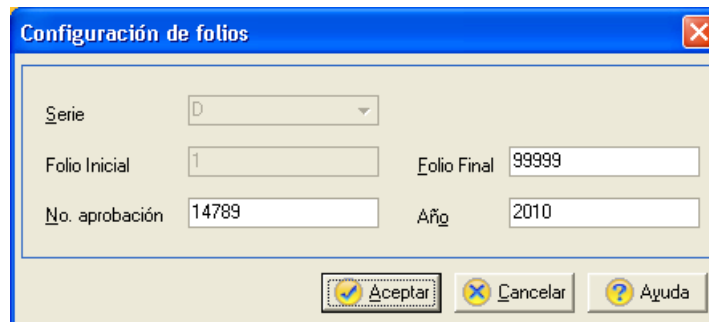 Configuración de folios
Serie D
Folio Inicial 1 Folio Final 99999
No. aprobación 14789 Año 2010
Aceptar Cancelar Ayuda